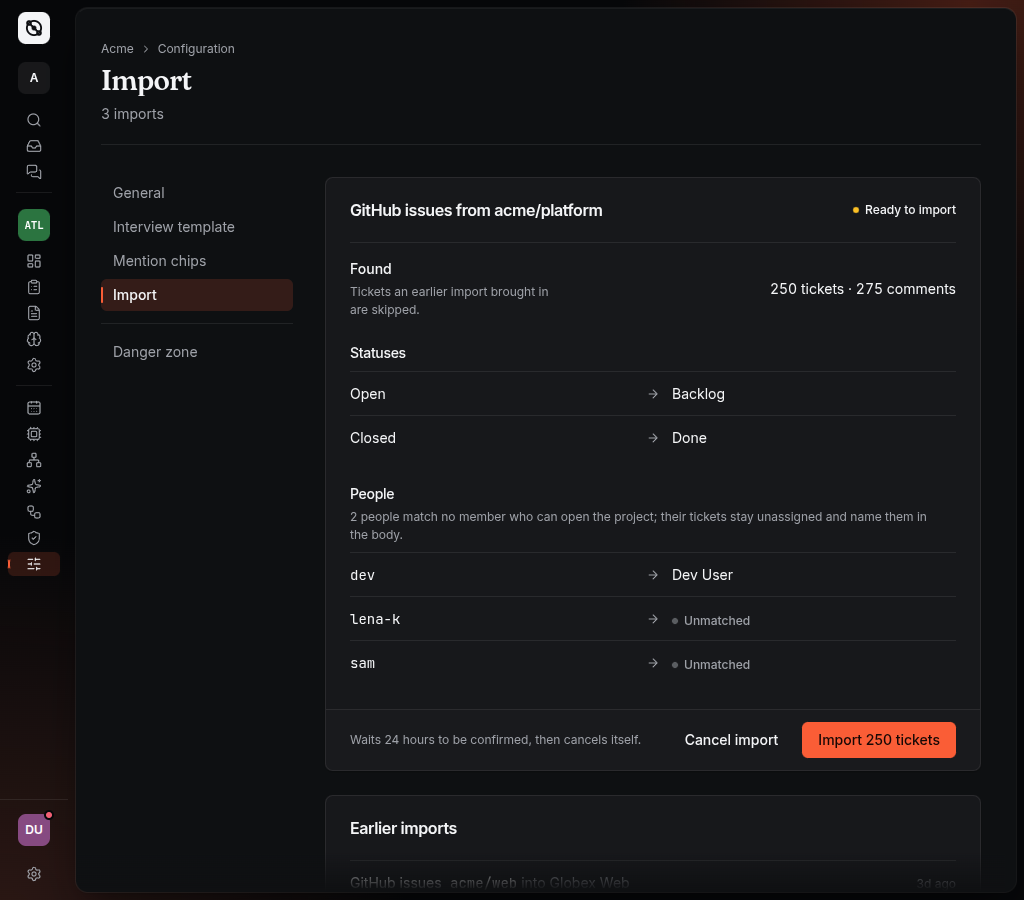 Acme > Configuration
Import
3 imports
A
ATL
DU
General
Interview template
Mention chips
Import
Danger zone
GitHub issues from acme/platform
Ready to import
Found
Tickets an earlier import brought in
are skipped.
250 tickets · 275 comments
Statuses
Open → Backlog
Closed → Done
People
2 people match no member who can open the project; their tickets stay unassigned and name them in
the body.
dev → Dev User
lena-k → Unmatched
sam → Unmatched
Waits 24 hours to be confirmed, then cancels itself.
Cancel import
Import 250 tickets
Earlier imports
GitHub issues acme/web into Globex Web
3d ago